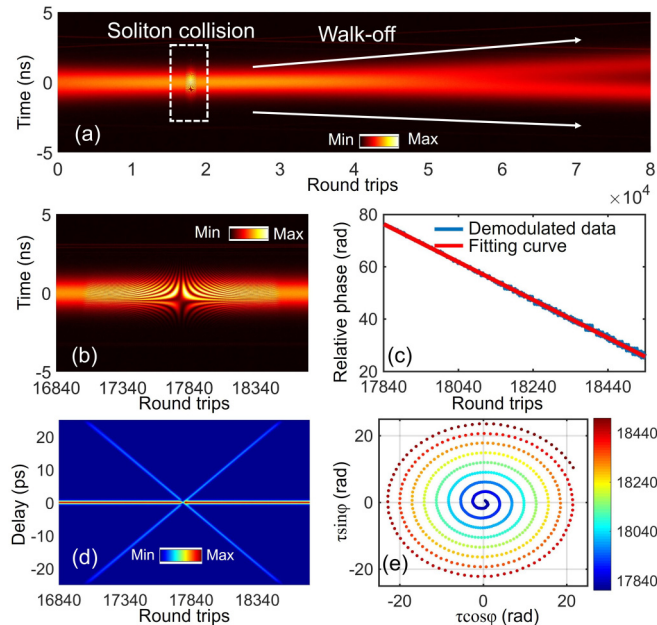 5
0
-5
Time (ns)
Soliton collision
Walk-off
(a)
Min
Max
0 1 2 3 4 5 6 7 8
Round trips
×10⁴
5
0
-5
Time (ns)
Min
Max
(b)
16840 17340 17840 18340
Round trips
80
60
40
20
Relative phase (rad)
Demodulated data
Fitting curve
(c)
17840 18040 18240 18440
Round trips
20
10
0
-10
-20
Delay (ps)
Min
Max
(d)
16840 17340 17840 18340
Round trips
20
0
-20
τsinφ (rad)
(e)
-20 0 20
τcosφ (rad)
18440
18240
18040
17840